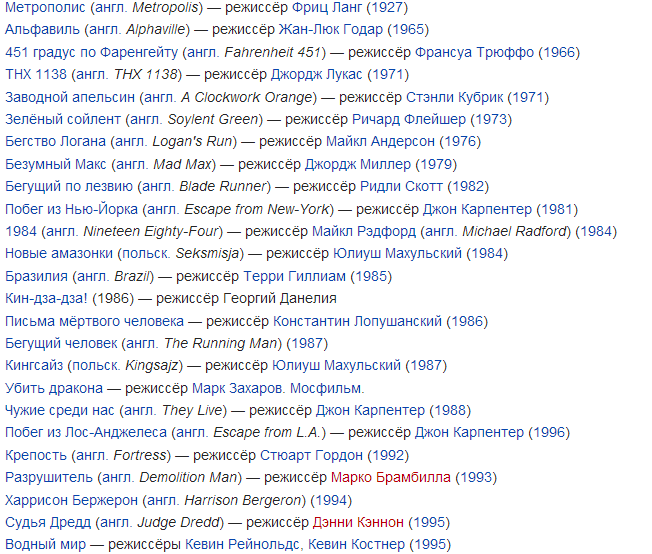 Метрополис (англ. Metropolis) — режиссёр Фриц Ланг (1927)
Альфавиль (англ. Alphaville) — режиссёр Жан-Люк Годар (1965)
451 градус по Фаренгейту (англ. Fahrenheit 451) — режиссёр Франсуа Трюффо (1966)
THX 1138 (англ. THX 1138) — режиссёр Джордж Лукас (1971)
Заводной апельсин (англ. A Clockwork Orange) — режиссёр Стэнли Кубрик (1971)
Зелёный сойлент (англ. Soylent Green) — режиссёр Ричард Флейшер (1973)
Бегство Логана (англ. Logan's Run) — режиссёр Майкл Андерсон (1976)
Безумный Макс (англ. Mad Max) — режиссёр Джордж Миллер (1979)
Бегущий по лезвию (англ. Blade Runner) — режиссёр Ридли Скотт (1982)
Побег из Нью-Йорка (англ. Escape from New-York) — режиссёр Джон Карпентер (1981)
1984 (англ. Nineteen Eighty-Four) — режиссёр Майкл Рэдфорд (англ. Michael Radford) (1984)
Новые амазонки (польск. Seksmisja) — режиссёр Юлиуш Махульский (1984)
Бразилия (англ. Brazil) — режиссёр Терри Гиллиам (1985)
Кин-дза-дза! (1986) — режиссёр Георгий Данелия
Письма мёртвого человека — режиссёр Константин Лопушанский (1986)
Бегущий человек (англ. The Running Man) (1987)
Кингсайз (польск. Kingsajz) — режиссёр Юлиуш Махульский (1987)
Убить дракона — режиссёр Марк Захаров. Мосфильм.
Чужие среди нас (англ. They Live) — режиссёр Джон Карпентер (1988)
Побег из Лос-Анджелеса (англ. Escape from L.A.) — режиссёр Джон Карпентер (1996)
Крепость (англ. Fortress) — режиссёр Стюарт Гордон (1992)
Разрушитель (англ. Demolition Man) — режиссёр Марко Брамбилла (1993)
Харрисон Бержерон (англ. Harrison Bergeron) (1994)
Судья Дредд (англ. Judge Dredd) — режиссёр Дэнни Кэннон (1995)
Водный мир — режиссёры Кевин Рейнольдс, Кевин Костнер (1995)